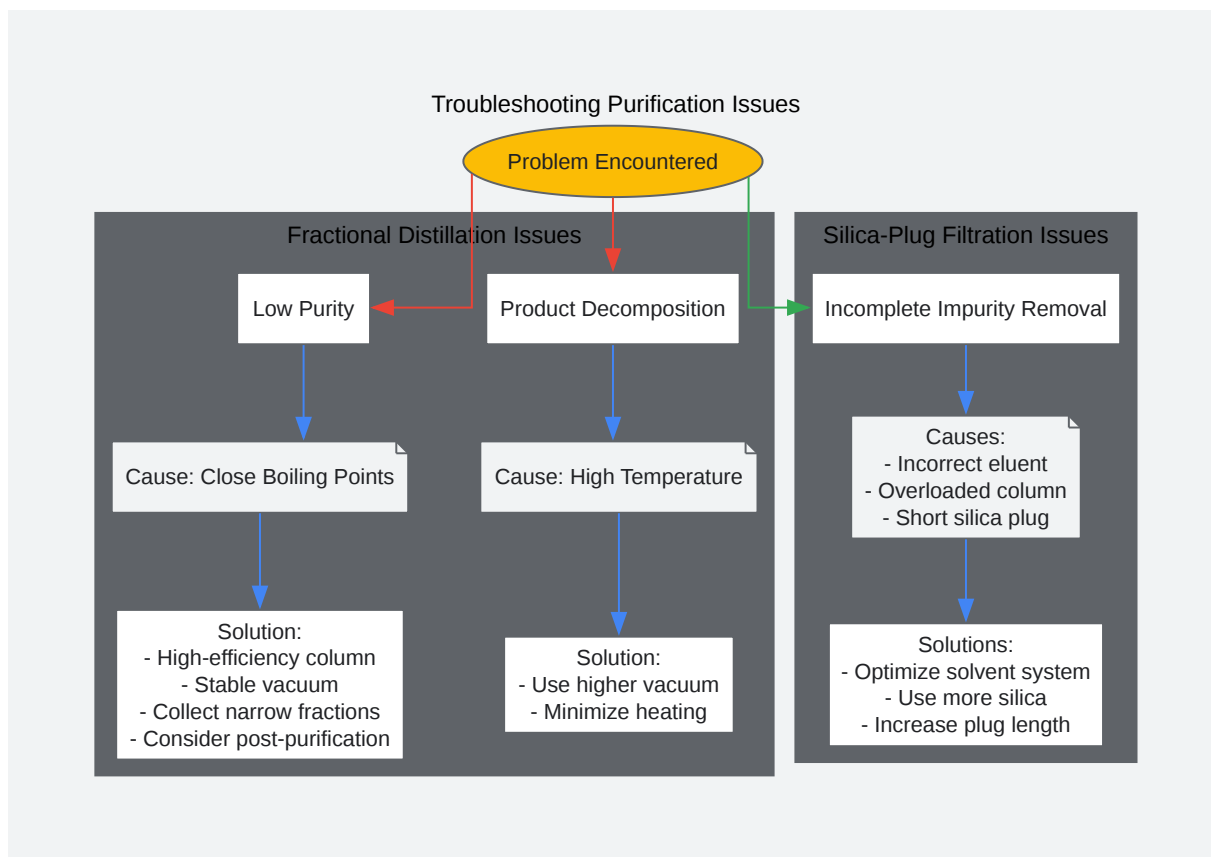 Troubleshooting Purification Issues
Problem Encountered
Fractional Distillation Issues
Low Purity
Product Decomposition
Cause: Close Boiling Points
Cause: High Temperature
Solution:
- High-efficiency column
- Stable vacuum
- Collect narrow fractions
- Consider post-purification
Solution:
- Use higher vacuum
- Minimize heating
Silica-Plug Filtration Issues
Incomplete Impurity Removal
Causes:
- Incorrect eluent
- Overloaded column
- Short silica plug
Solutions:
- Optimize solvent system
- Use more silica
- Increase plug length